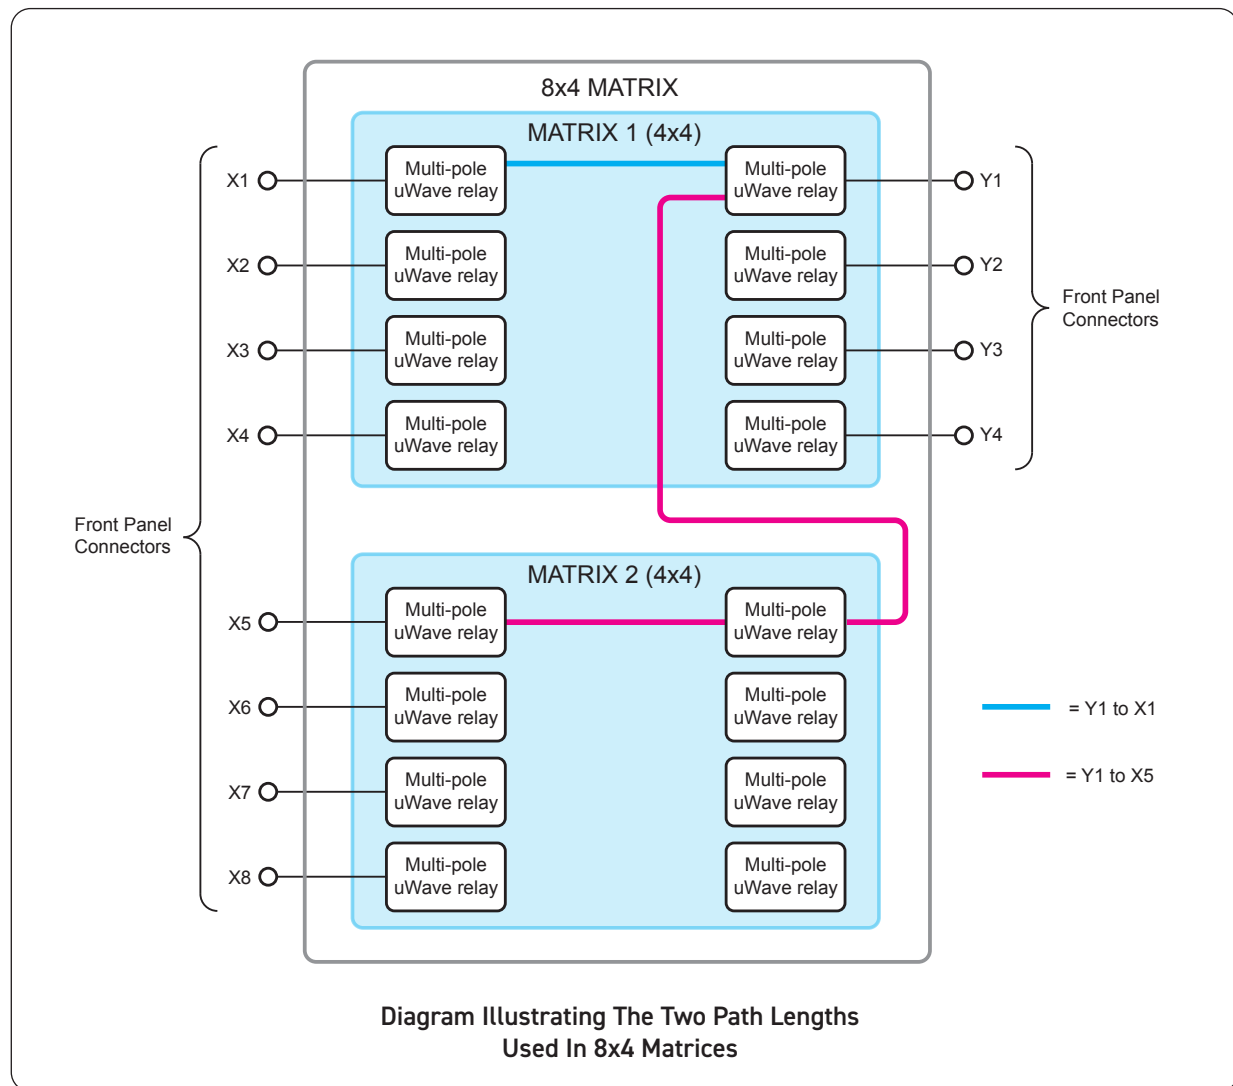 8x4 MATRIX
MATRIX 1 (4x4)
X1
Multi-pole
uWave relay
Multi-pole
uWave relay
Y1
X2
Multi-pole
uWave relay
Multi-pole
uWave relay
Y2
X3
Multi-pole
uWave relay
Multi-pole
uWave relay
Y3
X4
Multi-pole
uWave relay
Multi-pole
uWave relay
Y4
Front Panel
Connectors
Front Panel
Connectors
MATRIX 2 (4x4)
X5
Multi-pole
uWave relay
Multi-pole
uWave relay
X6
Multi-pole
uWave relay
Multi-pole
uWave relay
X7
Multi-pole
uWave relay
Multi-pole
uWave relay
X8
Multi-pole
uWave relay
Multi-pole
uWave relay
= Y1 to X1
= Y1 to X5
Diagram Illustrating The Two Path Lengths
Used In 8x4 Matrices